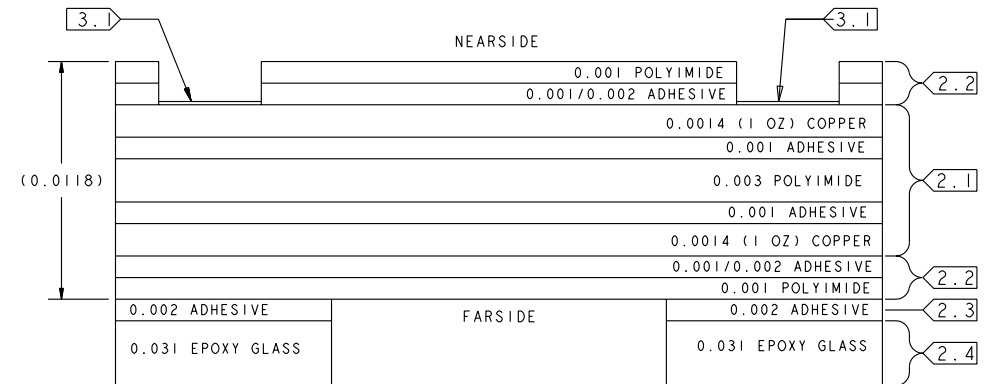 3.1
3.1
NEARSIDE
0.001 POLYIMIDE
2.2
0.001/0.002 ADHESIVE
0.0014 (1 OZ) COPPER
0.001 ADHESIVE
(0.0118)
0.003 POLYIMIDE
2.1
0.001 ADHESIVE
0.0014 (1 OZ) COPPER
0.001/0.002 ADHESIVE
2.2
0.001 POLYIMIDE
0.002 ADHESIVE
FARSIDE
0.002 ADHESIVE
2.3
0.031 EPOXY GLASS
0.031 EPOXY GLASS
2.4